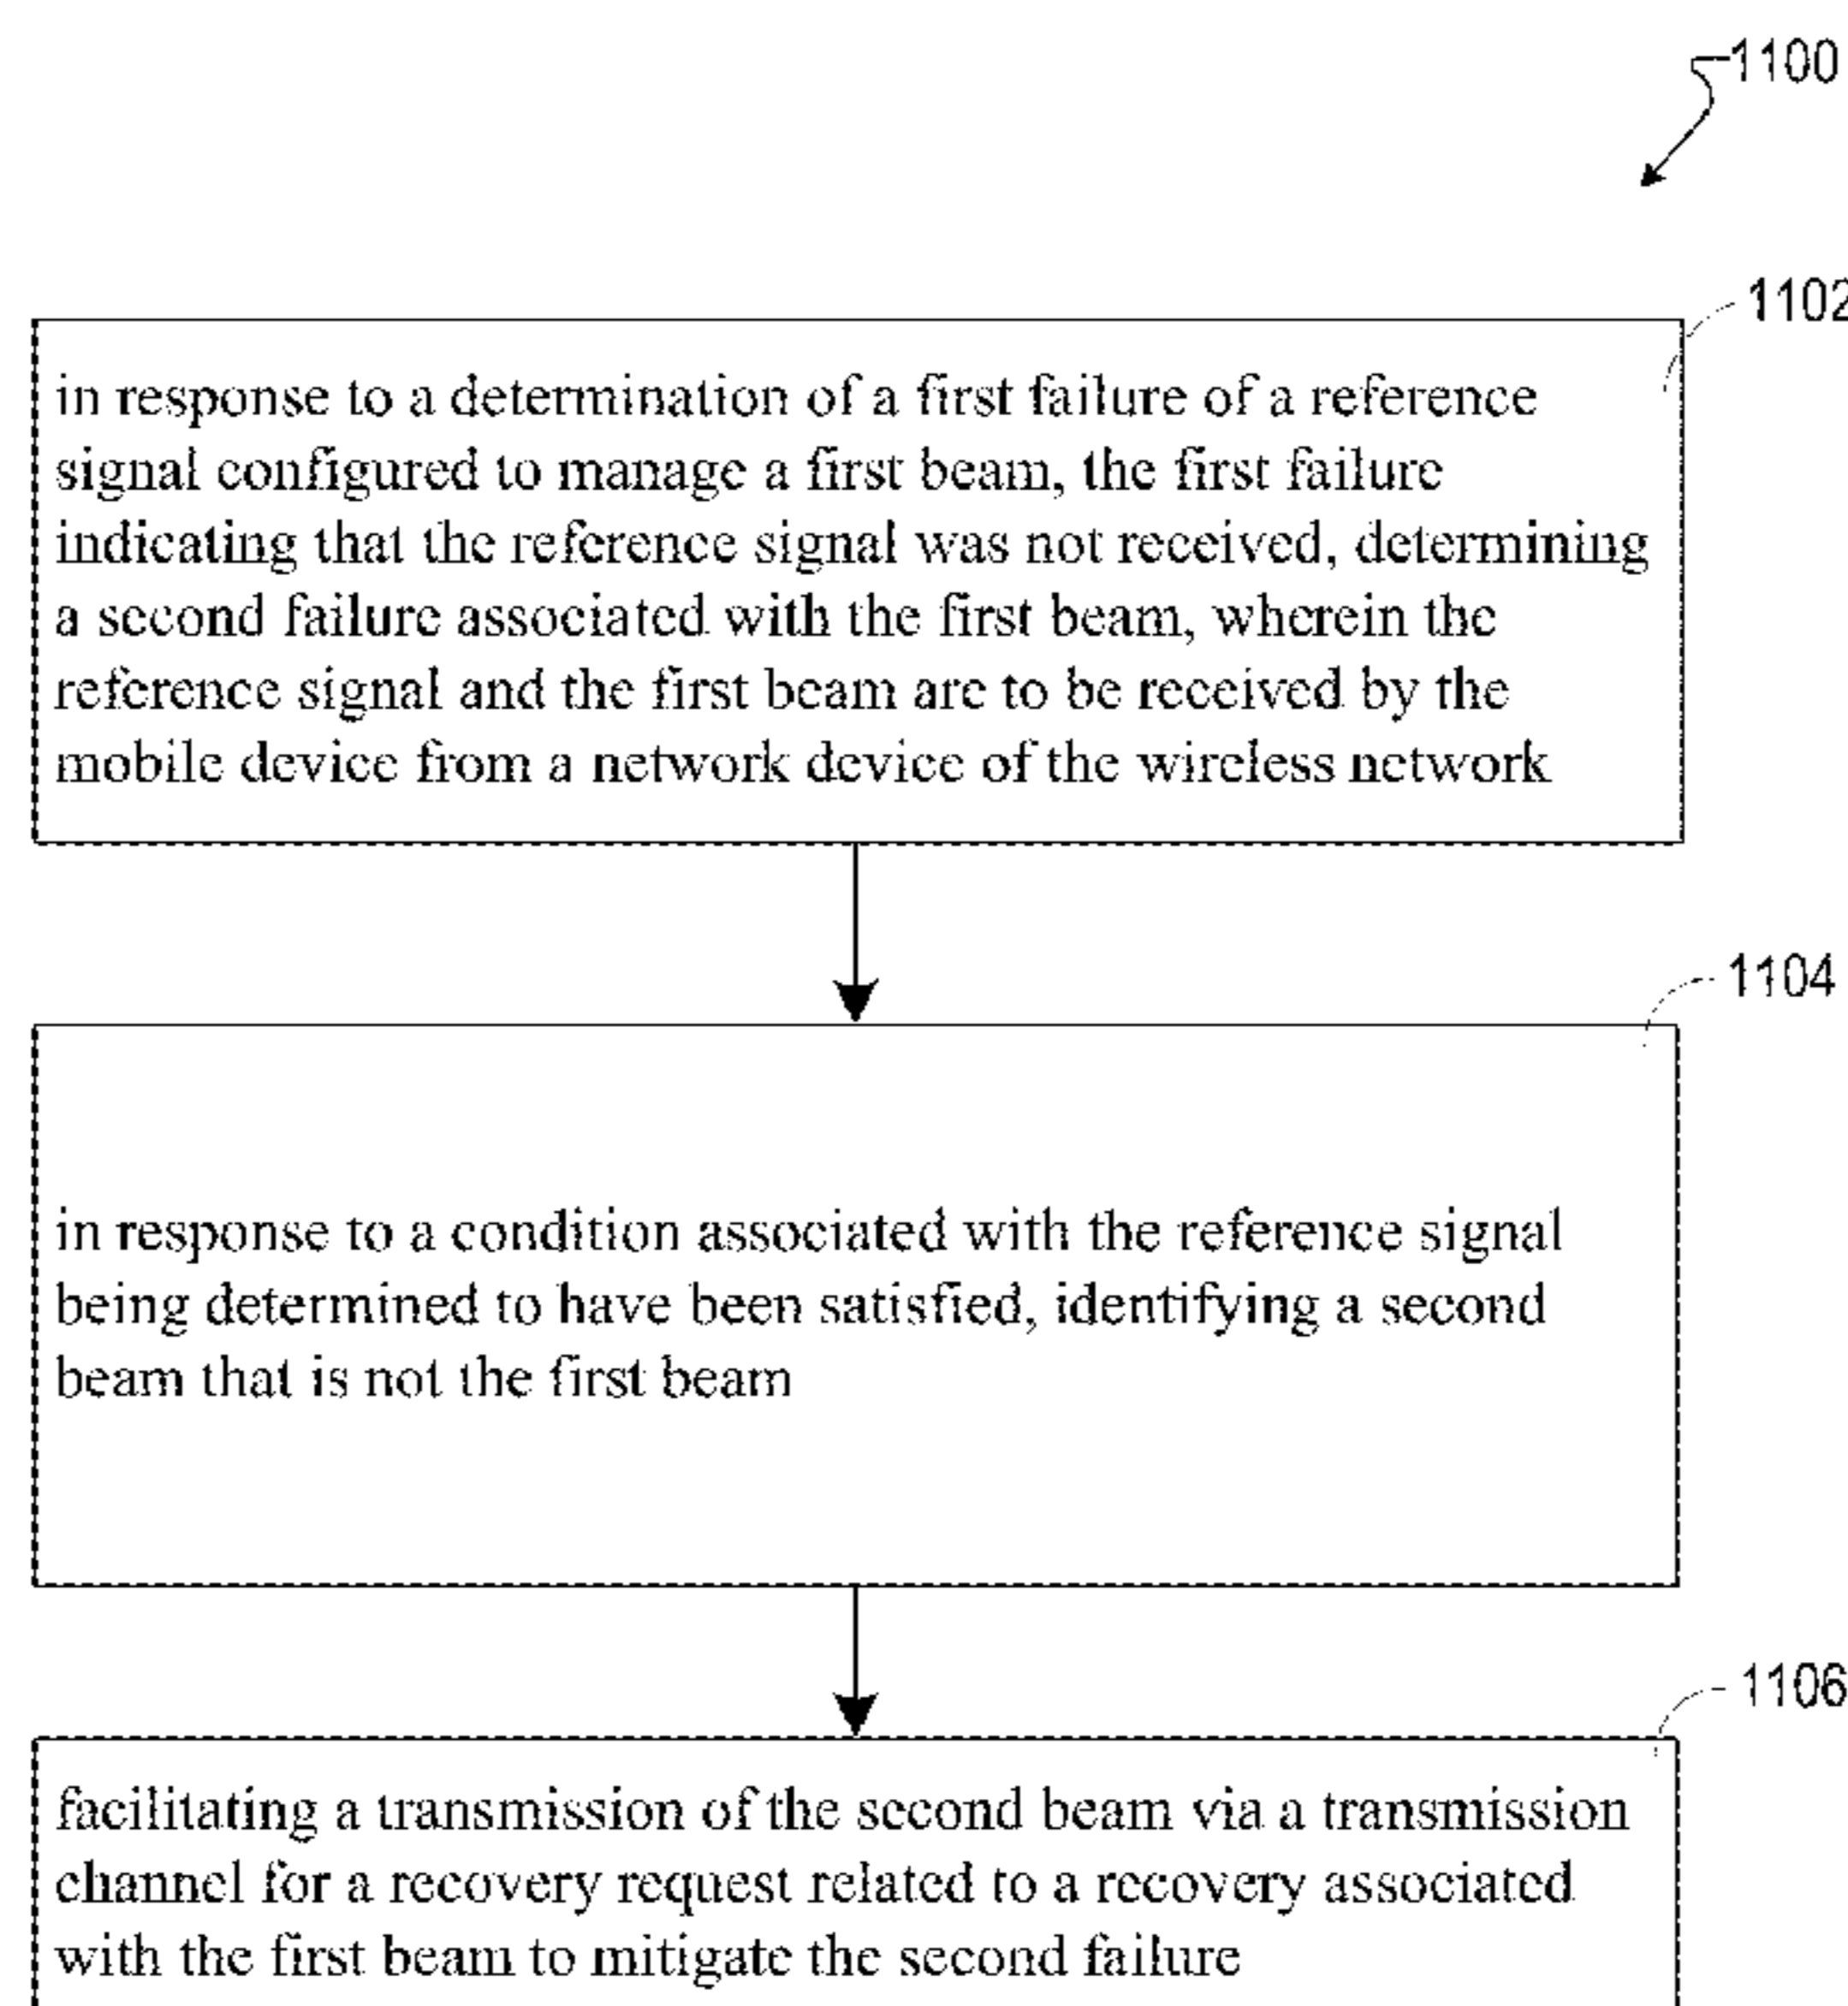 1100
1102
in response to a determination of a first failure of a reference
signal configured to manage a first beam, the first failure
indicating that the reference signal was not received, determining
a second failure associated with the first beam, wherein the
reference signal and the first beam are to be received by the
mobile device from a network device of the wireless network
1104
in response to a condition associated with the reference signal
being determined to have been satisfied, identifying a second
beam that is not the first beam
1106
facilitating a transmission of the second beam via a transmission
channel for a recovery request related to a recovery associated
with the first beam to mitigate the second failure